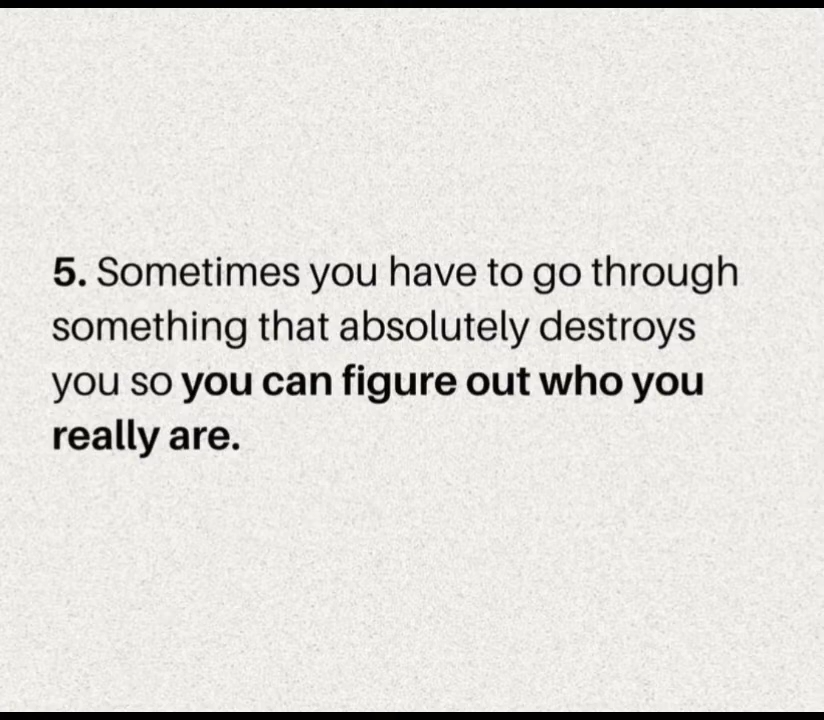 5. Sometimes you have to go through
something that absolutely destroys
you so you can figure out who you
really are.